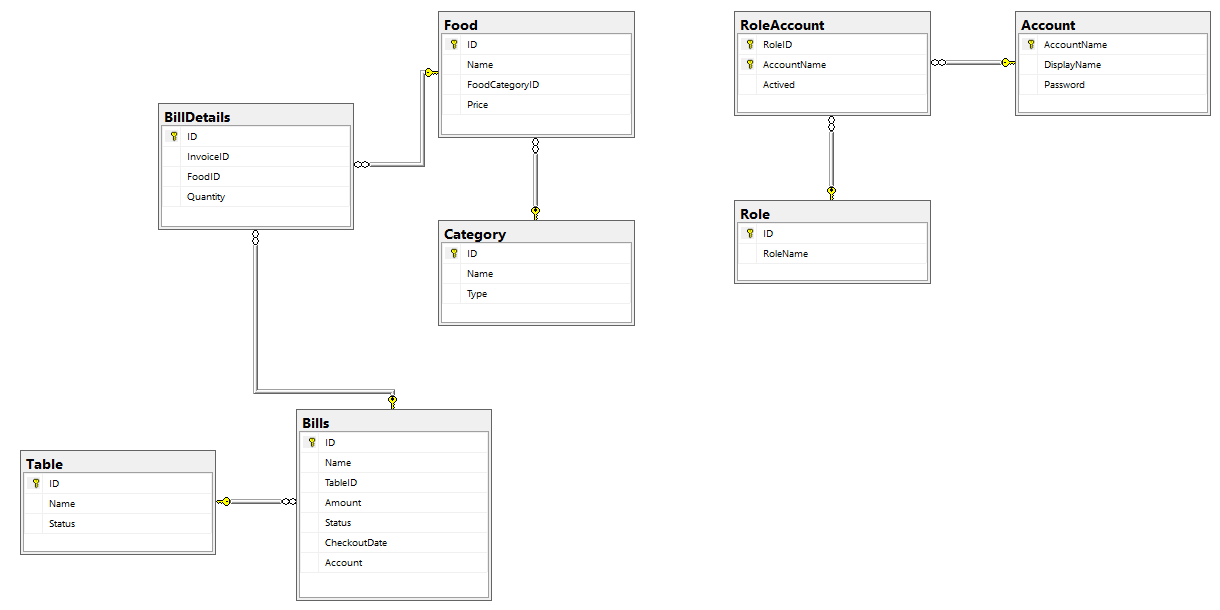 Food
ID
Name
FoodCategoryID
Price
RoleAccount
RoleID
AccountName
Actived
Account
AccountName
DisplayName
Password
BillDetails
ID
InvoiceID
FoodID
Quantity
Category
ID
Name
Type
Role
ID
RoleName
Bills
ID
Name
TableID
Amount
Status
CheckoutDate
Account
Table
ID
Name
Status